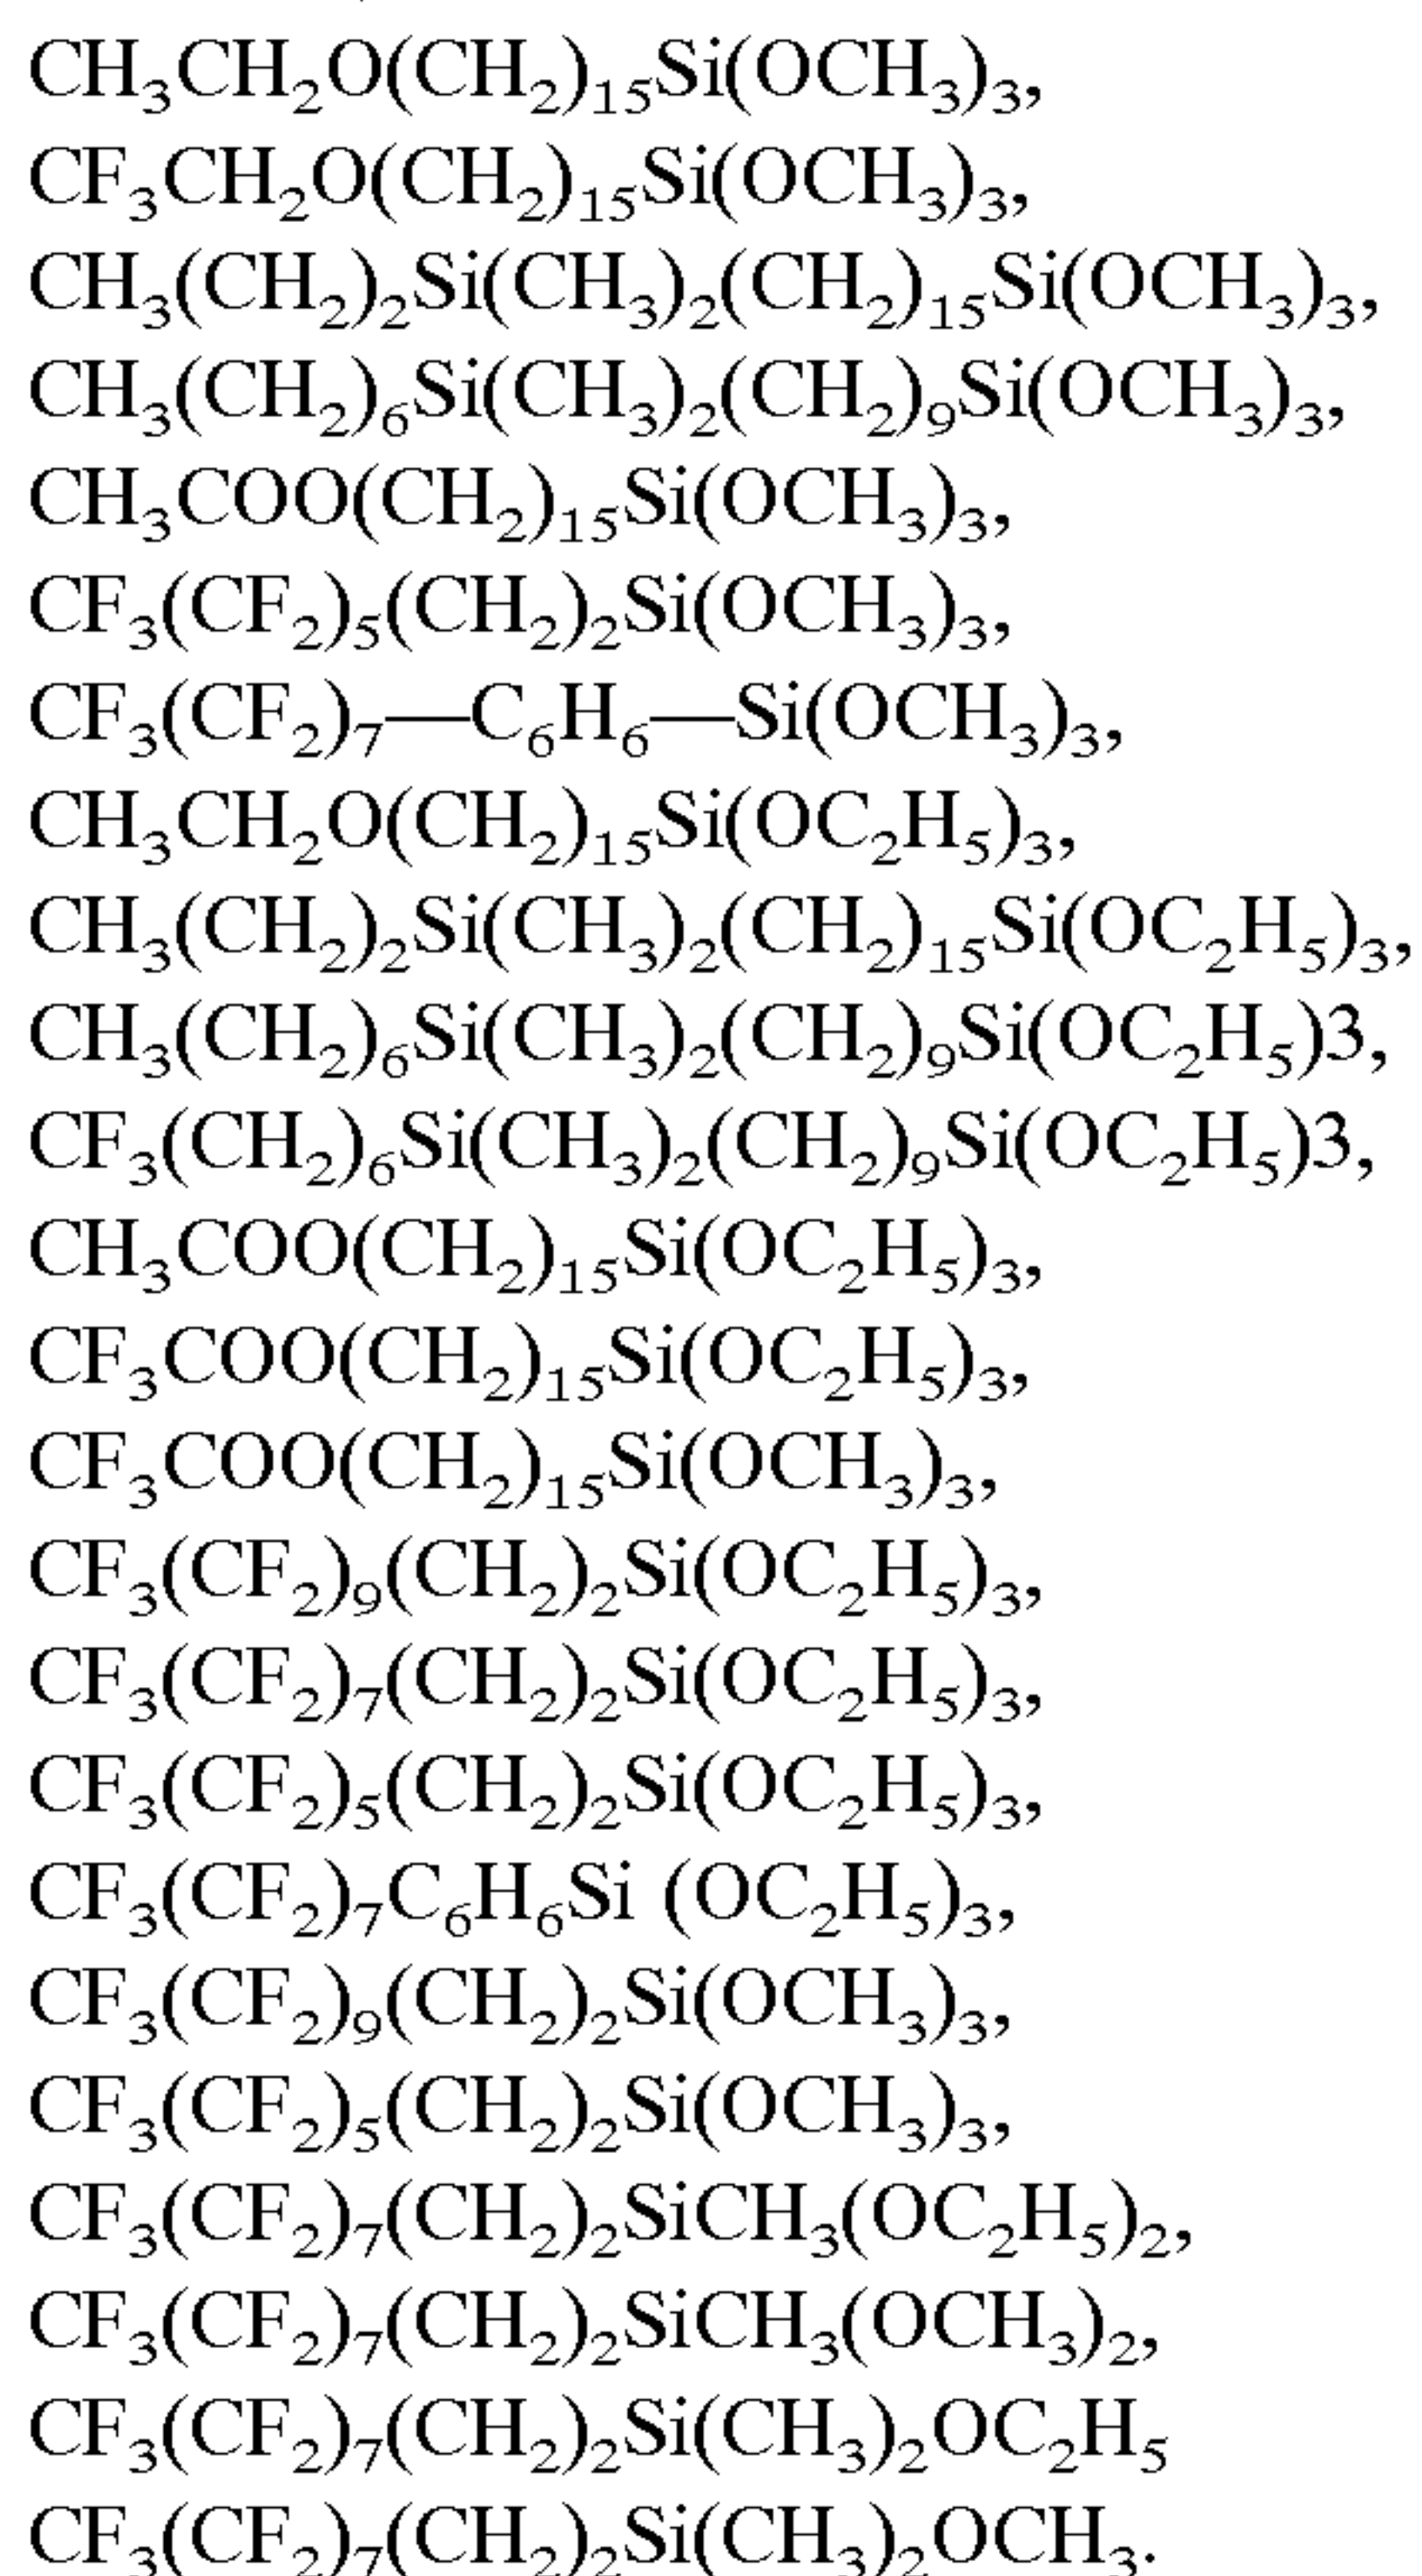 CH₃CH₂O(CH₂)₁₅Si(OCH₃)₃,
CF₃CH₂O(CH₂)₁₅Si(OCH₃)₃,
CH₃(CH₂)₂Si(CH₃)₂(CH₂)₁₅Si(OCH₃)₃,
CH₃(CH₂)₆Si(CH₃)₂(CH₂)₉Si(OCH₃)₃,
CH₃COO(CH₂)₁₅Si(OCH₃)₃,
CF₃(CF₂)₅(CH₂)₂Si(OCH₃)₃,
CF₃(CF₂)₇—C₆H₆—Si(OCH₃)₃,
CH₃CH₂O(CH₂)₁₅Si(OC₂H₅)₃,
CH₃(CH₂)₂Si(CH₃)₂(CH₂)₁₅Si(OC₂H₅)₃,
CH₃(CH₂)₆Si(CH₃)₂(CH₂)₉Si(OC₂H₅)3,
CF₃(CH₂)₆Si(CH₃)₂(CH₂)₉Si(OC₂H₅)3,
CH₃COO(CH₂)₁₅Si(OC₂H₅)₃,
CF₃COO(CH₂)₁₅Si(OC₂H₅)₃,
CF₃COO(CH₂)₁₅Si(OCH₃)₃,
CF₃(CF₂)₉(CH₂)₂Si(OC₂H₅)₃,
CF₃(CF₂)₇(CH₂)₂Si(OC₂H₅)₃,
CF₃(CF₂)₅(CH₂)₂Si(OC₂H₅)₃,
CF₃(CF₂)₇C₆H₆Si (OC₂H₅)₃,
CF₃(CF₂)₉(CH₂)₂Si(OCH₃)₃,
CF₃(CF₂)₅(CH₂)₂Si(OCH₃)₃,
CF₃(CF₂)₇(CH₂)₂SiCH₃(OC₂H₅)₂,
CF₃(CF₂)₇(CH₂)₂SiCH₃(OCH₃)₂,
CF₃(CF₂)₇(CH₂)₂Si(CH₃)₂OC₂H₅
CF₃(CF₂)₇(CH₂)₂Si(CH₃)₂OCH₃.